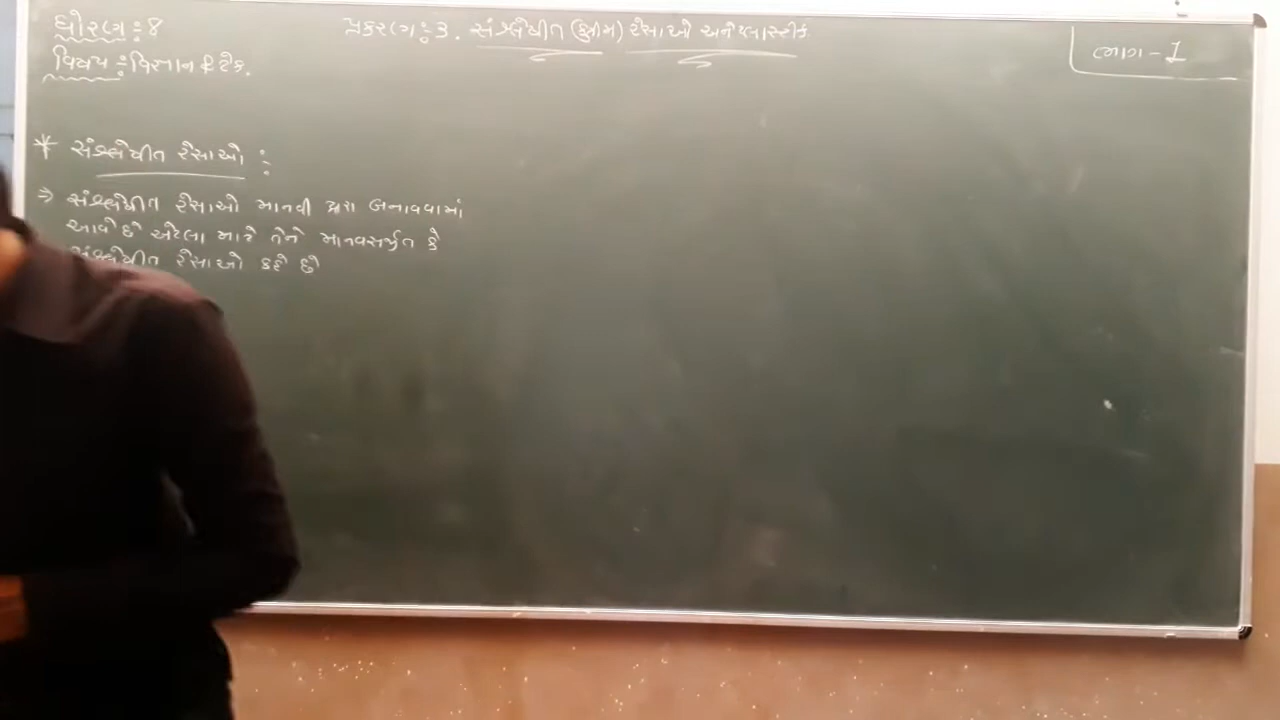 ધોરણ : 8
પ્રકરણ : 3. સંશ્લેષીત (કૃત્રીમ) રેસાઓ અને પ્લાસ્ટીક
ભાગ - 1
વિષય : વિજ્ઞાન & ટેક.
* સંશ્લેષીત રેસાઓ :
⇒ સંશ્લેષીત રેસાઓ માનવી દ્વારા બનાવવામાં
આવે છે એટલા માટે તેને માનવસર્જીત કે
સંશ્લેષીત રેસાઓ કહે છે